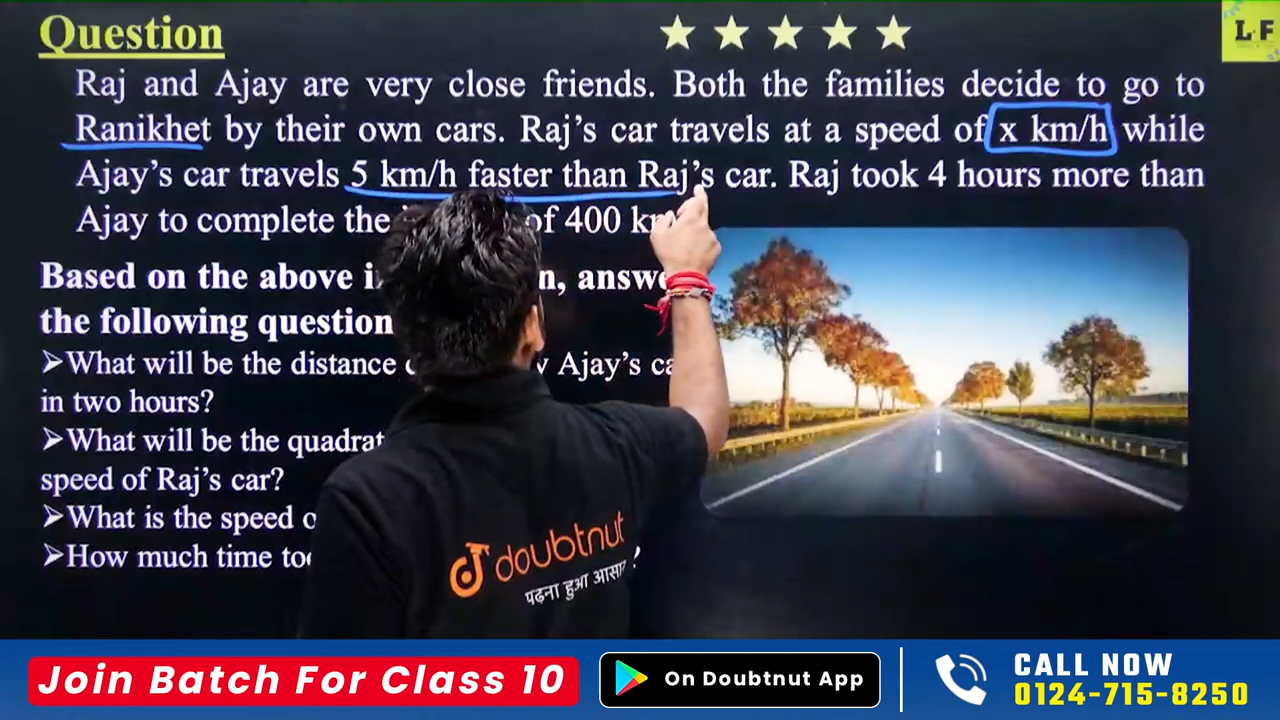 Question
L F
Raj and Ajay are very close friends. Both the families decide to go to
Ranikhet by their own cars. Raj's car travels at a speed of x km/h while
Ajay's car travels 5 km/h faster than Raj's car. Raj took 4 hours more than
Ajay to complete the of 400
Based on the above
the following question
➢What will be the distance Ajay's
in two hours?
➢What will be the
speed of Raj's car?
➢What is the speed
➢How much time
doubtnut
पढ़ना हुआ आसान
Join Batch For Class 10
On Doubtnut App
CALL NOW
0124-715-8250